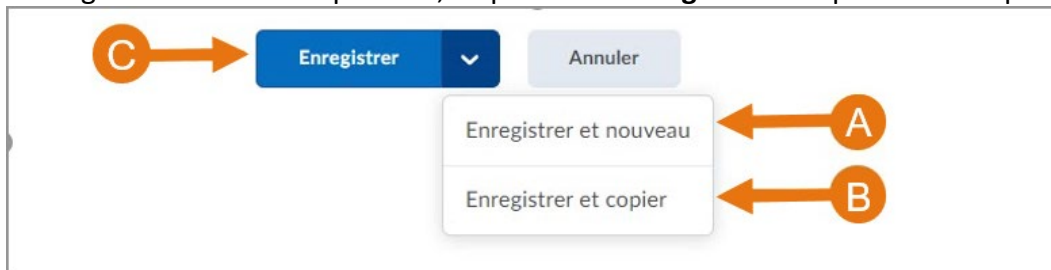 C Enregistrer Annuler
Enregistrer et nouveau A
Enregistrer et copier B